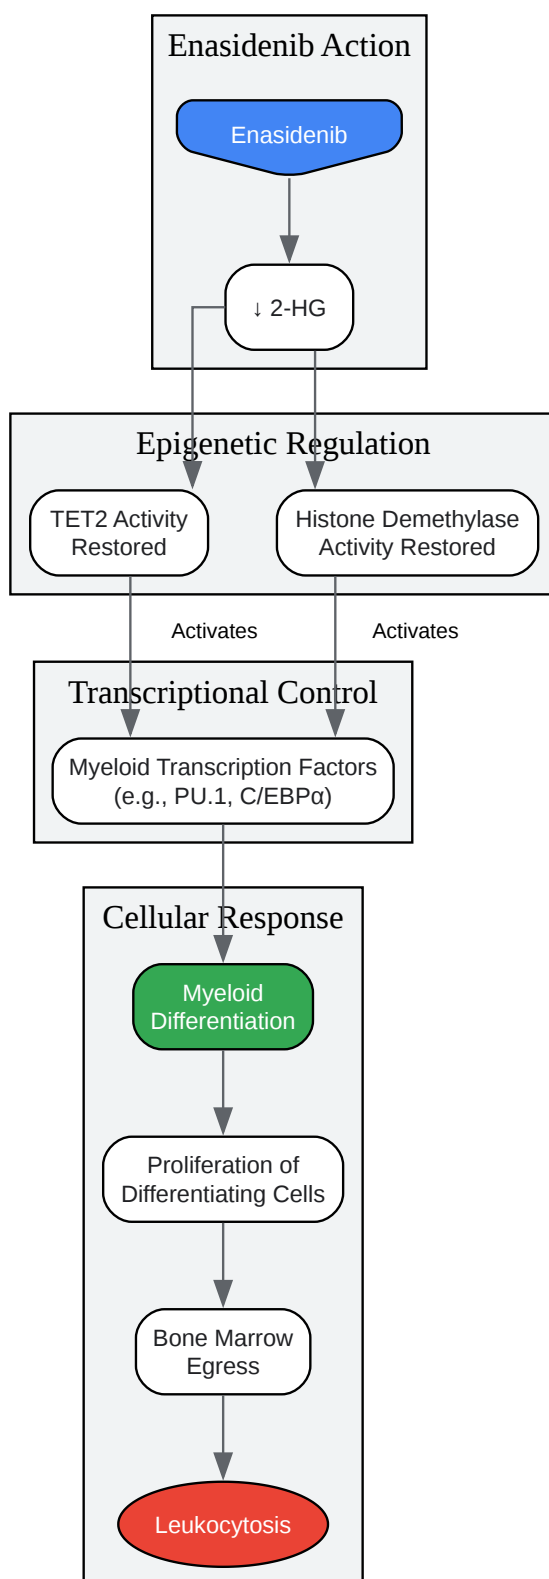 Enasidenib Action
Enasidenib
↓ 2-HG
Epigenetic Regulation
TET2 Activity
Restored
Histone Demethylase
Activity Restored
Activates
Activates
Transcriptional Control
Myeloid Transcription Factors
(e.g., PU.1, C/EBPα)
Cellular Response
Myeloid
Differentiation
Proliferation of
Differentiating Cells
Bone Marrow
Egress
Leukocytosis